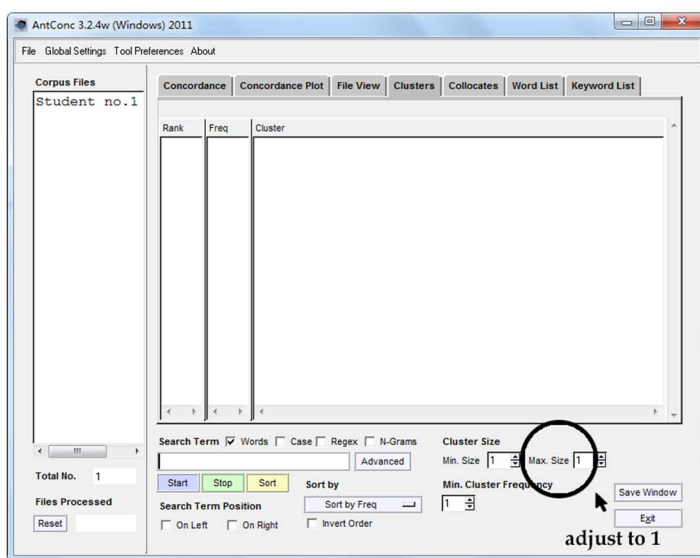 AntConc 3.2.4w (Windows) 2011
File Global Settings Tool Preferences About
Corpus Files
Student no.1
Concordance Concordance Plot File View Clusters Collocates Word List Keyword List
Rank Freq Cluster
Search Term Words Case Regex N-Grams Cluster Size
Advanced Min. Size 1 Max. Size 1
Total No. 1
Start Stop Sort Sort by Min. Cluster Frequency Save Window
Files Processed
Search Term Position Sort by Freq 1
Reset On Left On Right Invert Order Exit
adjust to 1